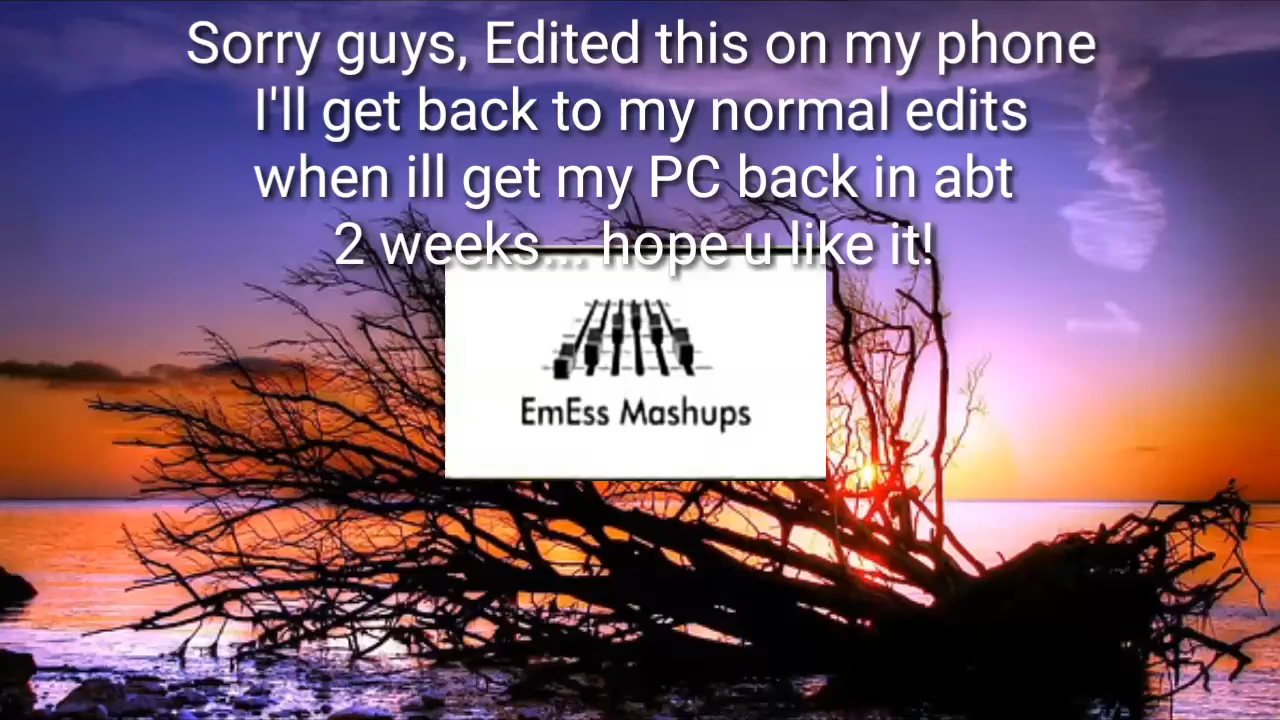 Sorry guys, Edited this on my phone
I'll get back to my normal edits
when ill get my PC back in abt
2 weeks... hope u like it!
EmEss Mashups